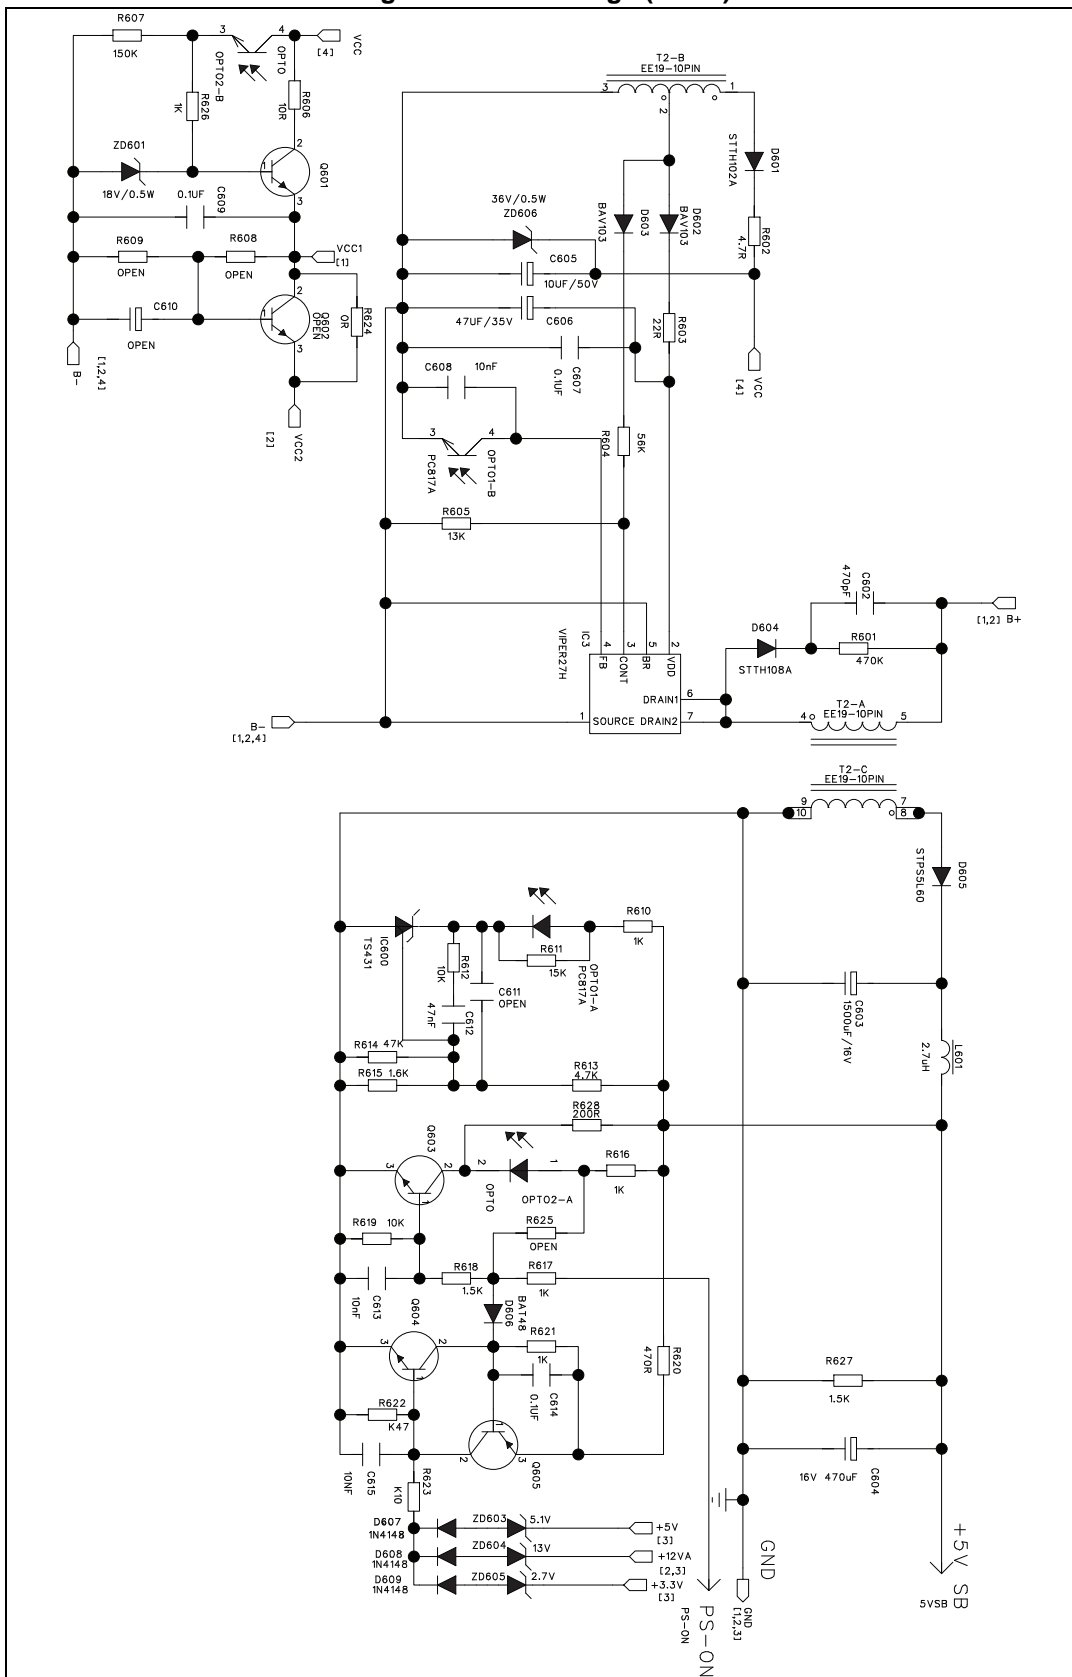 R607
150K
3
4
OPTO
OPTO2-B
VCC
[4]
R626
1K
R606
10R
ZD601
18V/0.5W
1
2
3
Q601
C609
0.1UF
R609
OPEN
R608
OPEN
VCC1
[1]
C610
OPEN
1
2
3
Q602
OPEN
R624
0R
B-
[1,2,4]
VCC2
[2]
T2-B
EE19-10PIN
3
2
1
D601
STTH102A
R602
4.7R
36V/0.5W
ZD606
BAV103
D603
D602
BAV103
C605
10UF/50V
47UF/35V
C606
R603
22R
C608
10nF
C607
0.1UF
VCC
[4]
3
4
PC817A
OPTO1-B
R604
56K
R605
13K
C602
470pF
D604
STTH108A
R601
470K
[1,2] B+
VIPER27H
IC3
4
3
5
2
FB
CONT
BR
VDD
DRAIN1
6
1
SOURCE
DRAIN2
7
B-
[1,2,4]
T2-A
EE19-10PIN
4
5
T2-C
EE19-10PIN
9
10
7
8
STPS5L60
D605
IC600
TS431
R612
10K
R611
15K
OPTO1-A
PC817A
R610
1K
C611
OPEN
47nF
C612
R614
47K
R615
1.6K
R613
4.7K
C603
1500uF/16V
L601
2.7uH
R628
200R
Q603
3
2
1
2
1
OPTO
OPTO2-A
R616
1K
R619
10K
R625
OPEN
R618
1.5K
R617
1K
10nF
C613
Q604
3
2
1
D606
BAT48
R621
1K
C614
0.1UF
R620
470R
R622
K47
10NF
C615
1
2
3
Q605
R623
K10
R627
1.5K
16V 470uF
C604
D607
1N4148
ZD603
5.1V
+5V
[3]
D608
1N4148
ZD604
13V
+12VA
[2,3]
D609
1N4148
ZD605
2.7V
+3.3V
[3]
PS-ON
PS-ON
GND
GND
[1,2,3]
+5V SB
5VSB